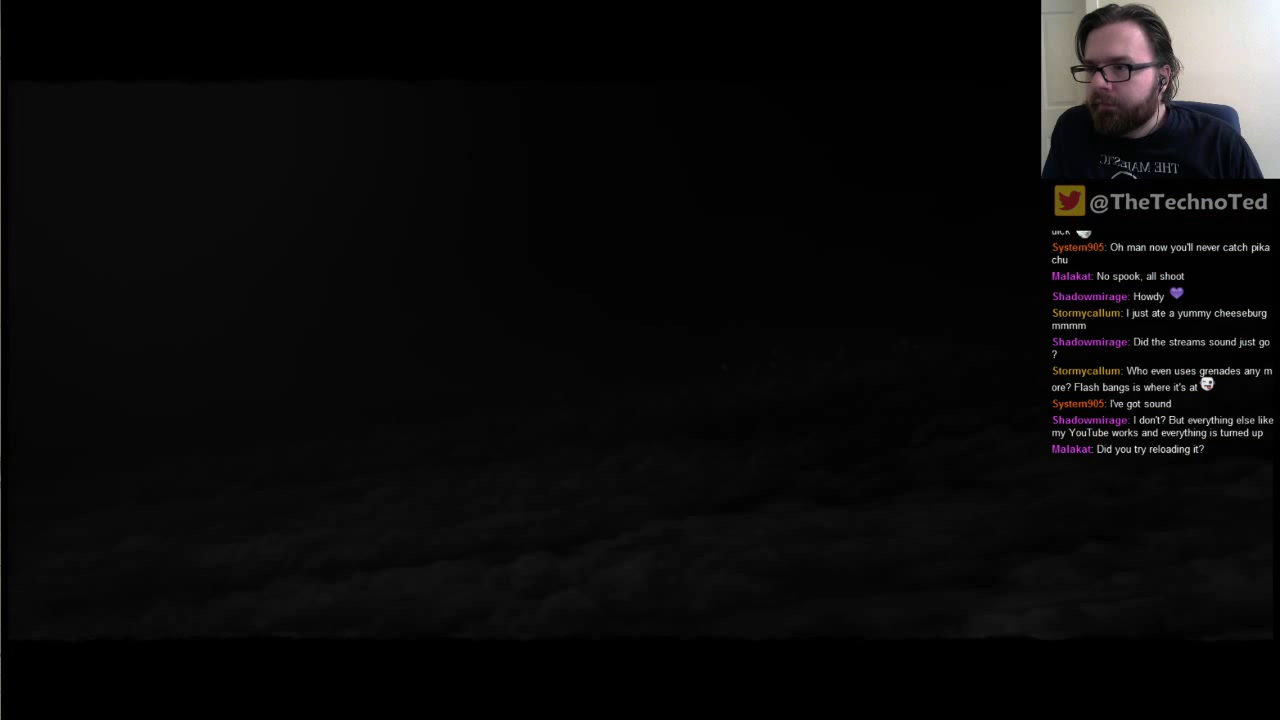 THE MAJESTIC
@TheTechnoTed
dick
System905: Oh man now you'll never catch pika
chu
Malakat: No spook, all shoot
Shadowmirage: Howdy
Stormycallum: I just ate a yummy cheeseburg
mmmm
Shadowmirage: Did the streams sound just go
?
Stormycallum: Who even uses grenades any m
ore? Flash bangs is where it's at
System905: I've got sound
Shadowmirage: I don't? But everything else like
my YouTube works and everything is turned up
Malakat: Did you try reloading it?